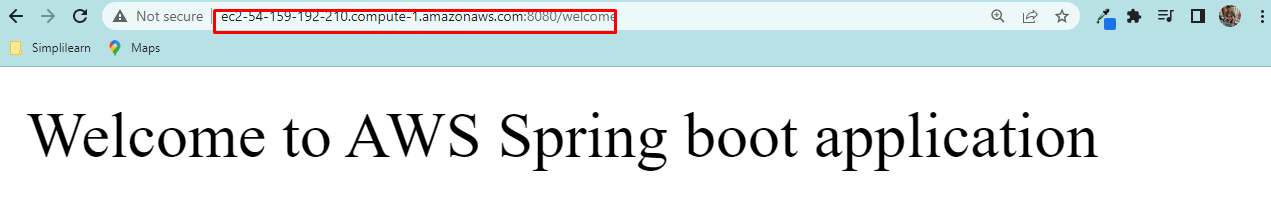 Not secure | ec2-54-159-192-210.compute-1.amazonaws.com:8080/welcome
Simplilearn Maps
Welcome to AWS Spring boot application